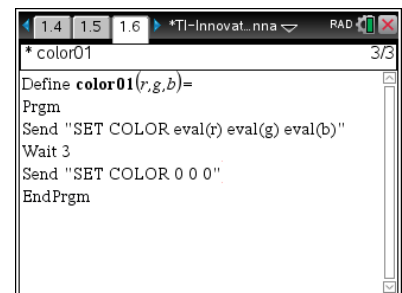 1.4 1.5 1.6 *TI-Innovat...nna RAD
* color01 3/3
Define color01(r,g,b)=
Prgm
Send "SET COLOR eval(r) eval(g) eval(b)"
Wait 3
Send "SET COLOR 0 0 0"
EndPrgm